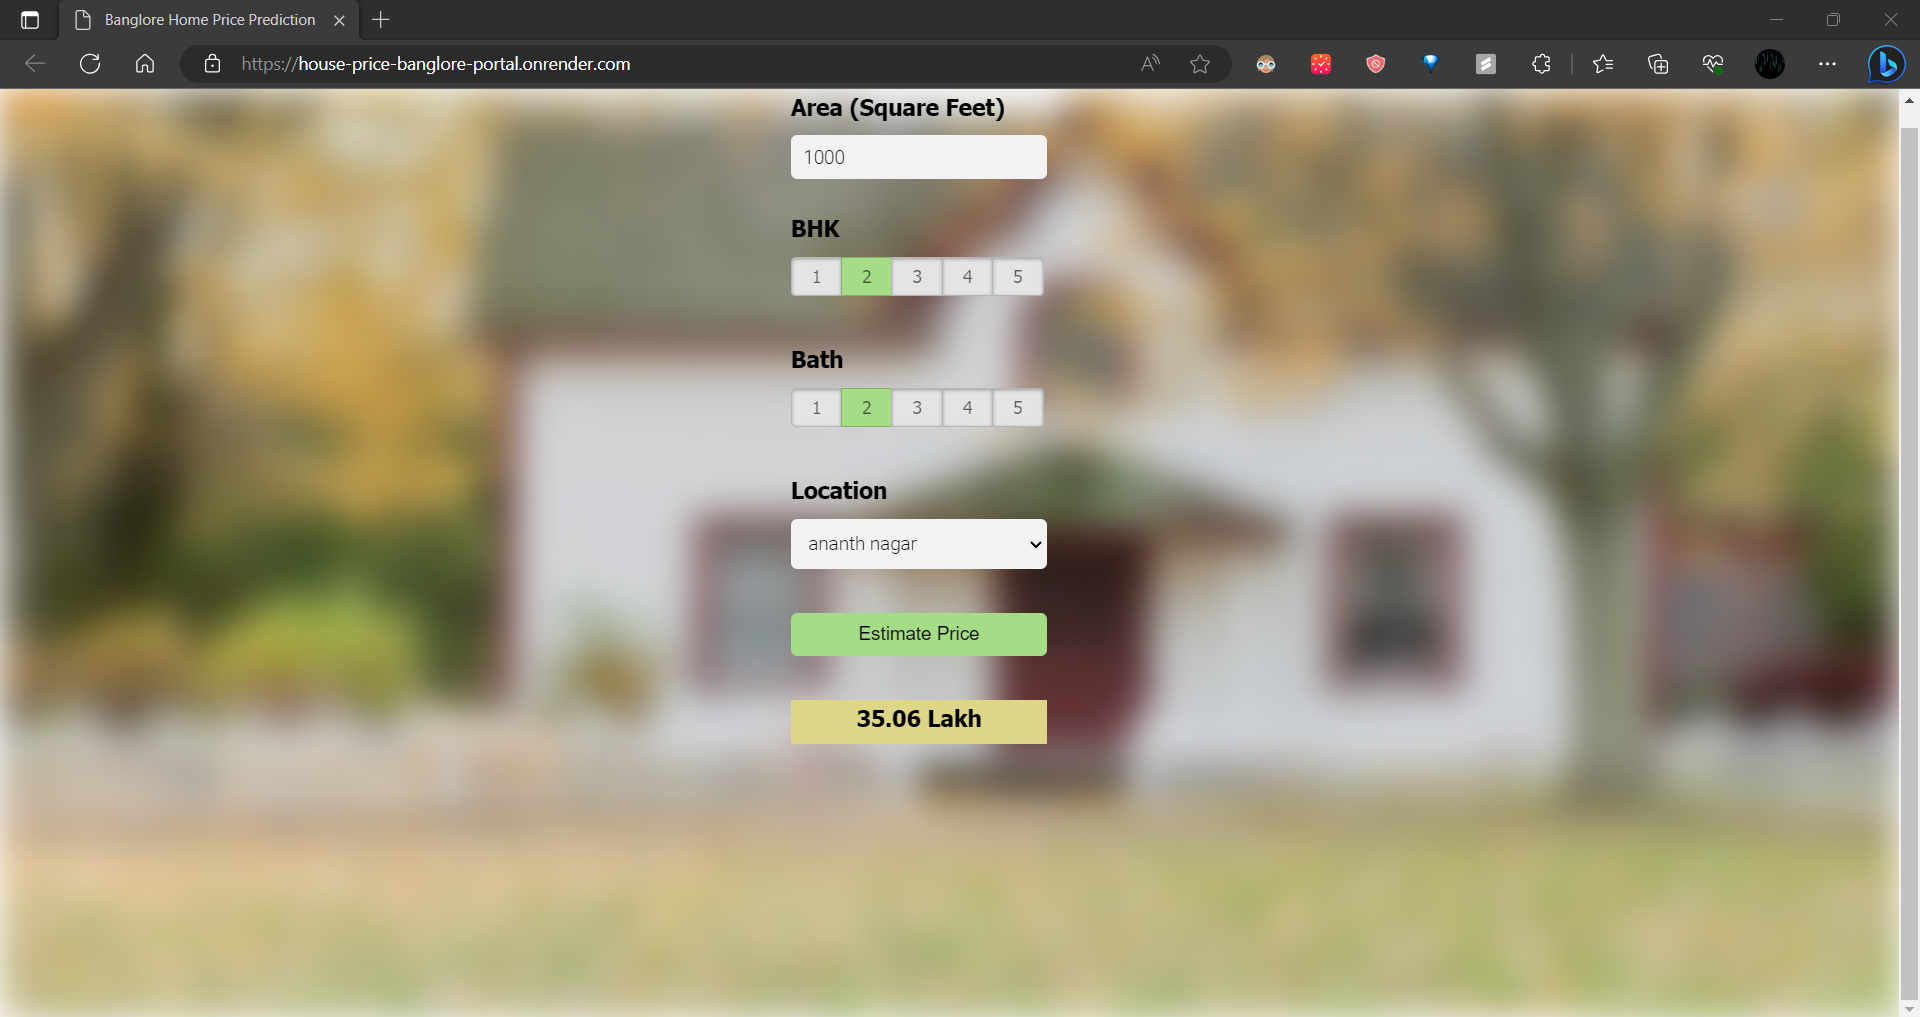 Banglore Home Price Prediction
https://house-price-banglore-portal.onrender.com
Area (Square Feet)
1000
BHK
1 2 3 4 5
Bath
1 2 3 4 5
Location
ananth nagar
Estimate Price
35.06 Lakh